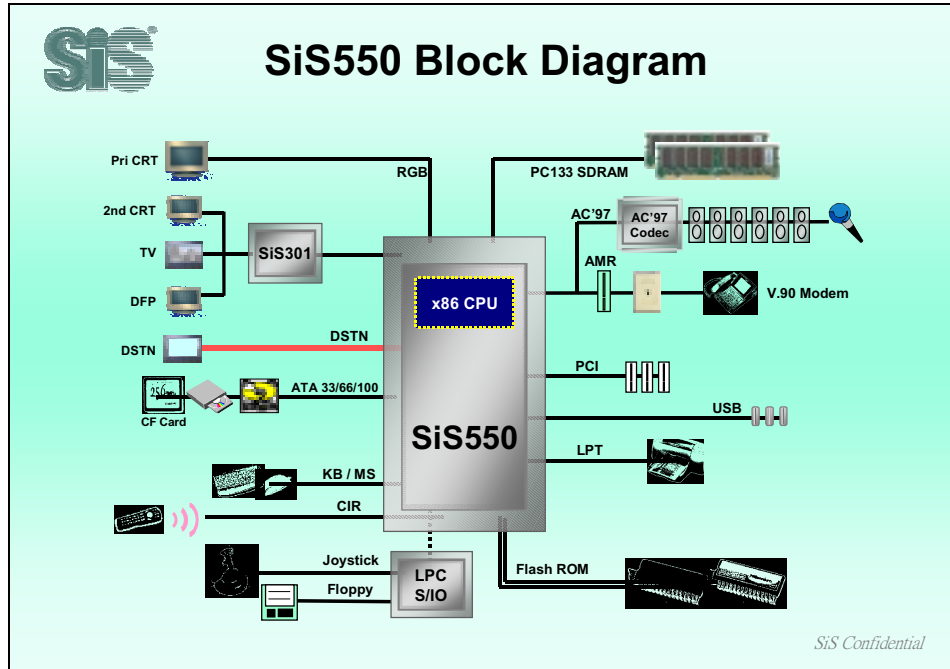 SiS®
SiS550 Block Diagram
Pri CRT
RGB
PC133 SDRAM
2nd CRT
AC'97
AC'97
Codec
TV
SiS301
AMR
DFP
x86 CPU
V.90 Modem
DSTN
DSTN
PCI
ATA 33/66/100
256mb
CF Card
USB
SiS550
LPT
KB / MS
CIR
Joystick
LPC
S/IO
Flash ROM
Floppy
SiS Confidential